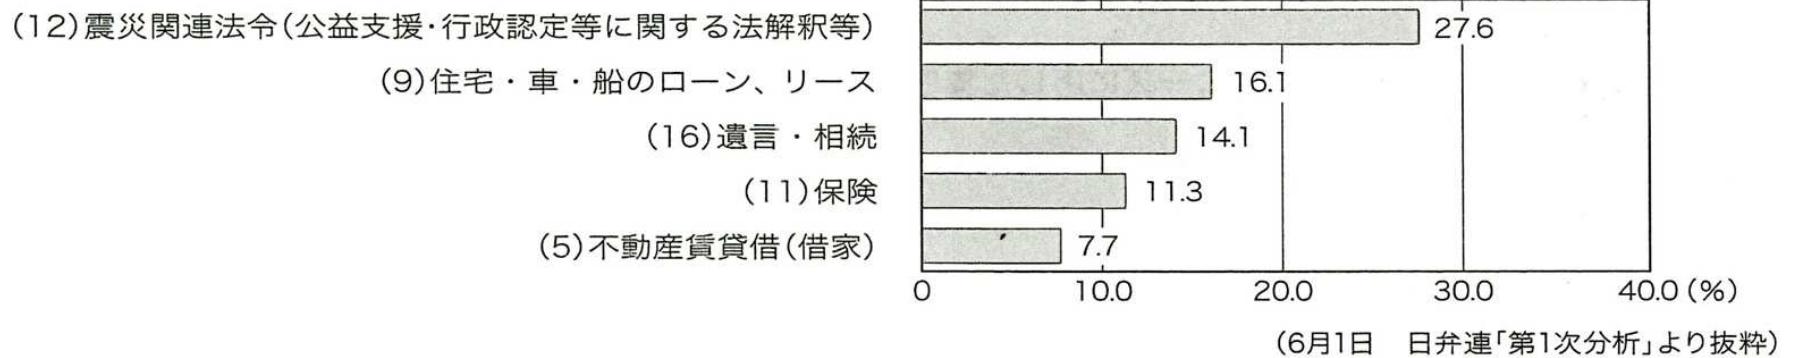 (12)震災関連法令(公益支援・行政認定等に関する法解釈等) 27.6
(9)住宅・車・船のローン、リース 16.1
(16)遺言・相続 14.1
(11)保険 11.3
(5)不動産賃貸借(借家) 7.7
0 10.0 20.0 30.0 40.0(%)
(6月1日 日弁連「第1次分析」より抜粋)